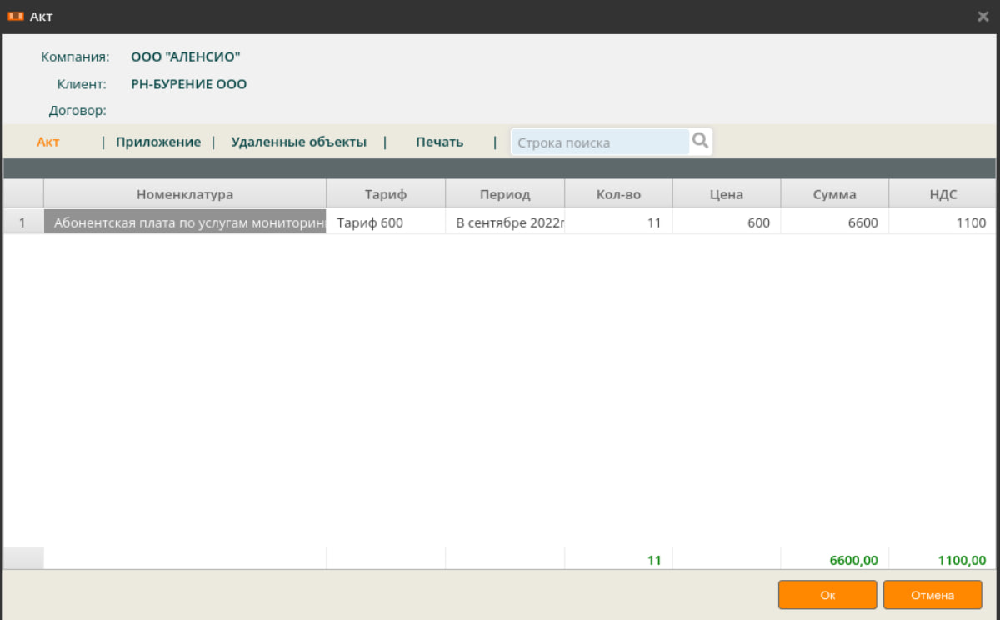 Акт
Компания: ООО "АЛЕНСИО"
Клиент: РН-БУРЕНИЕ ООО
Договор:
Акт | Приложение | Удаленные объекты | Печать | Строка поиска
Номенклатура Тариф Период Кол-во Цена Сумма НДС
1 Абонентская плата по услугам мониторин Тариф 600 В сентябре 2022г 11 600 6600 1100
11 6600,00 1100,00
Ок Отмена